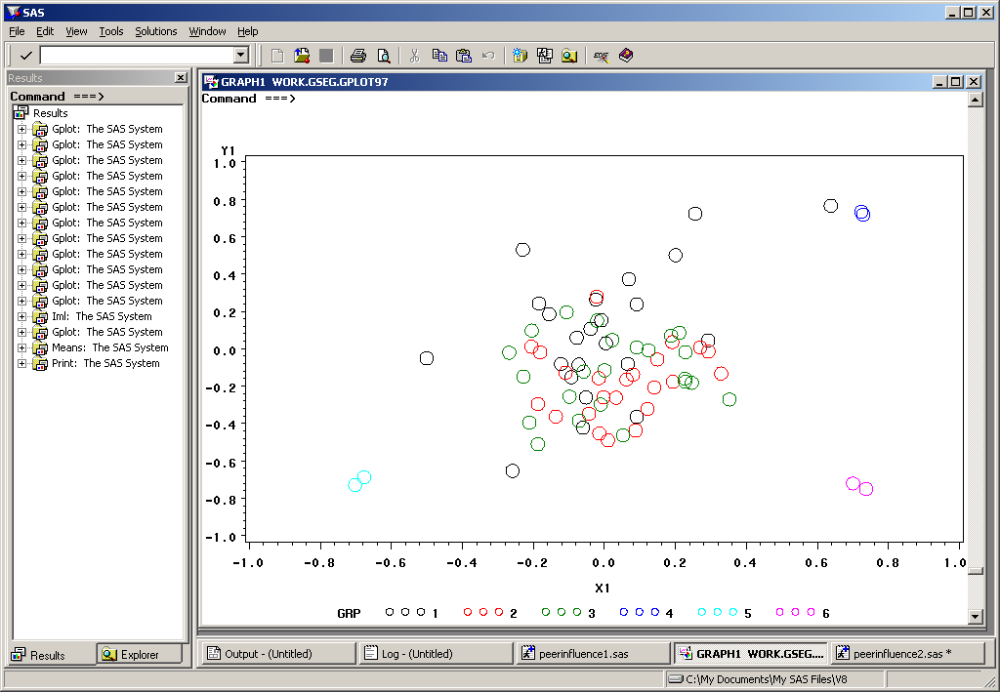 SAS
File Edit View Tools Solutions Window Help
Results
Command ===>
Results
Gplot: The SAS System
Gplot: The SAS System
Gplot: The SAS System
Gplot: The SAS System
Gplot: The SAS System
Gplot: The SAS System
Gplot: The SAS System
Gplot: The SAS System
Gplot: The SAS System
Gplot: The SAS System
Gplot: The SAS System
Gplot: The SAS System
Iml: The SAS System
Gplot: The SAS System
Means: The SAS System
Print: The SAS System
Results
Explorer
GRAPH1 WORK.GSEG.GPLOT97
Command ===>
Y1
1.0
0.8
0.6
0.4
0.2
0.0
-0.2
-0.4
-0.6
-0.8
-1.0
-1.0 -0.8 -0.6 -0.4 -0.2 0.0 0.2 0.4 0.6 0.8 1.0
X1
GRP 1 2 3 4 5 6
Output - (Untitled)
Log - (Untitled)
peerinfluence1.sas
GRAPH1 WORK.GSEG....
peerinfluence2.sas *
C:\My Documents\My SAS Files\V8